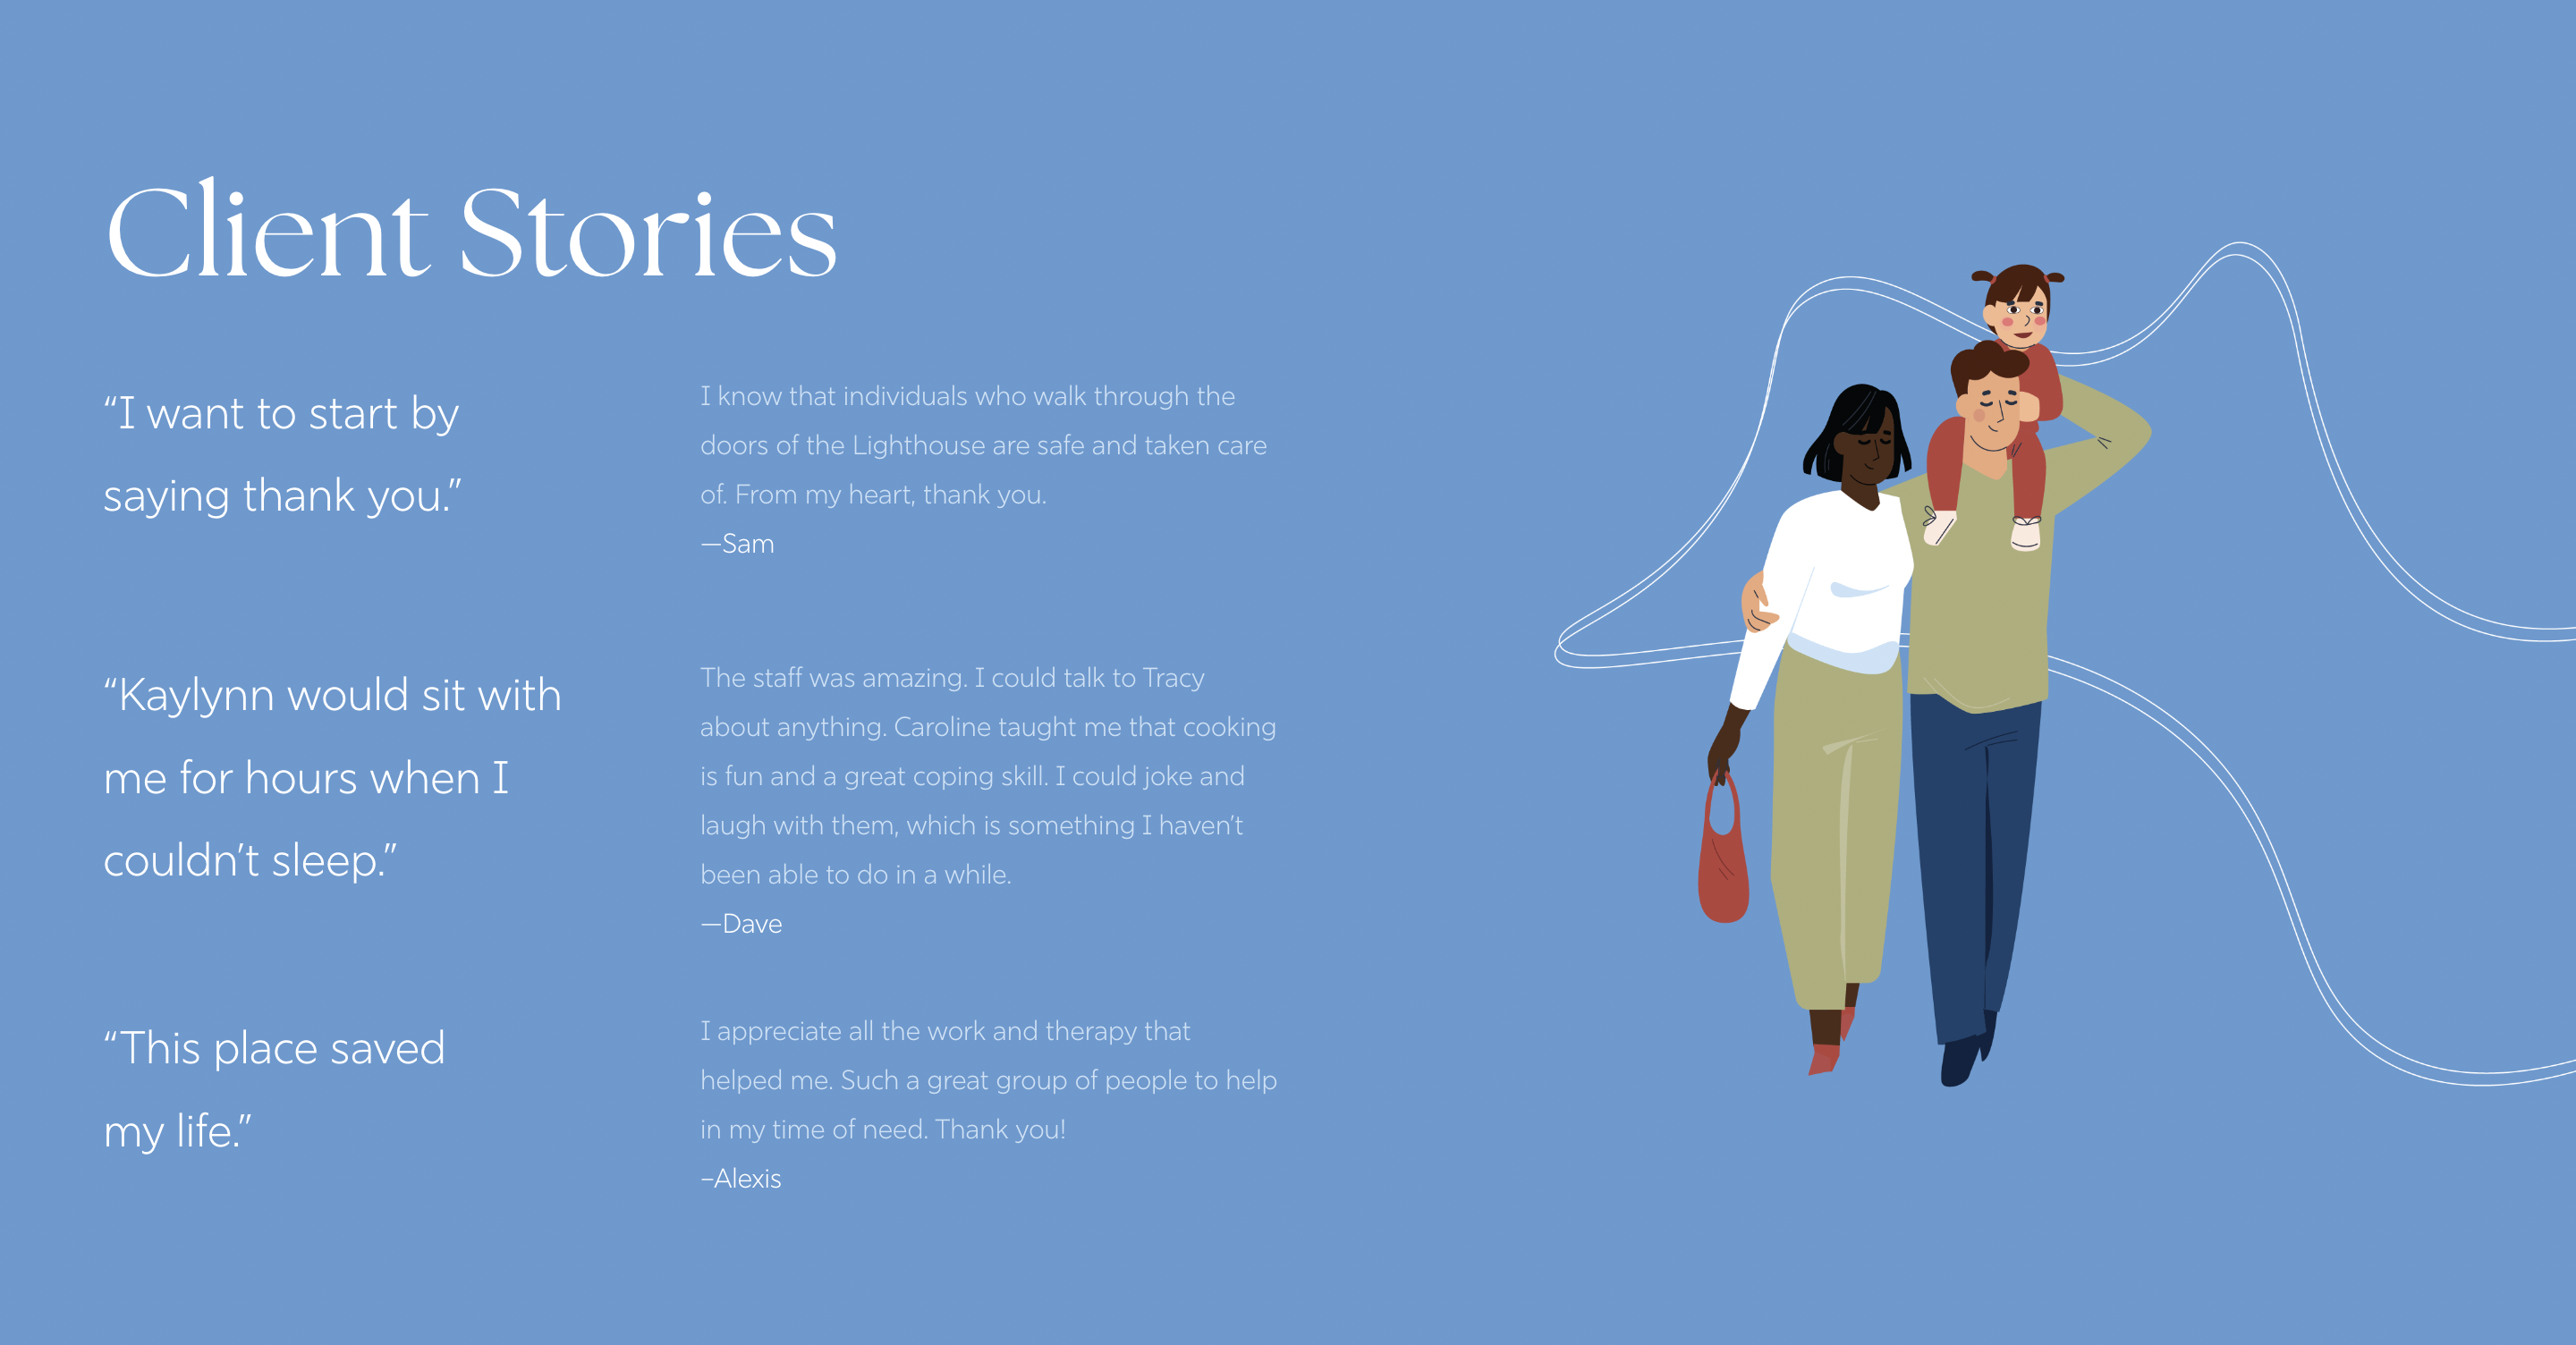 Client Stories
“I want to start by
saying thank you.”
I know that individuals who walk through the
doors of the Lighthouse are safe and taken care
of. From my heart, thank you.
—Sam
“Kaylynn would sit with
me for hours when I
couldn’t sleep.”
The staff was amazing. I could talk to Tracy
about anything. Caroline taught me that cooking
is fun and a great coping skill. I could joke and
laugh with them, which is something I haven’t
been able to do in a while.
—Dave
“This place saved
my life.”
I appreciate all the work and therapy that
helped me. Such a great group of people to help
in my time of need. Thank you!
–Alexis